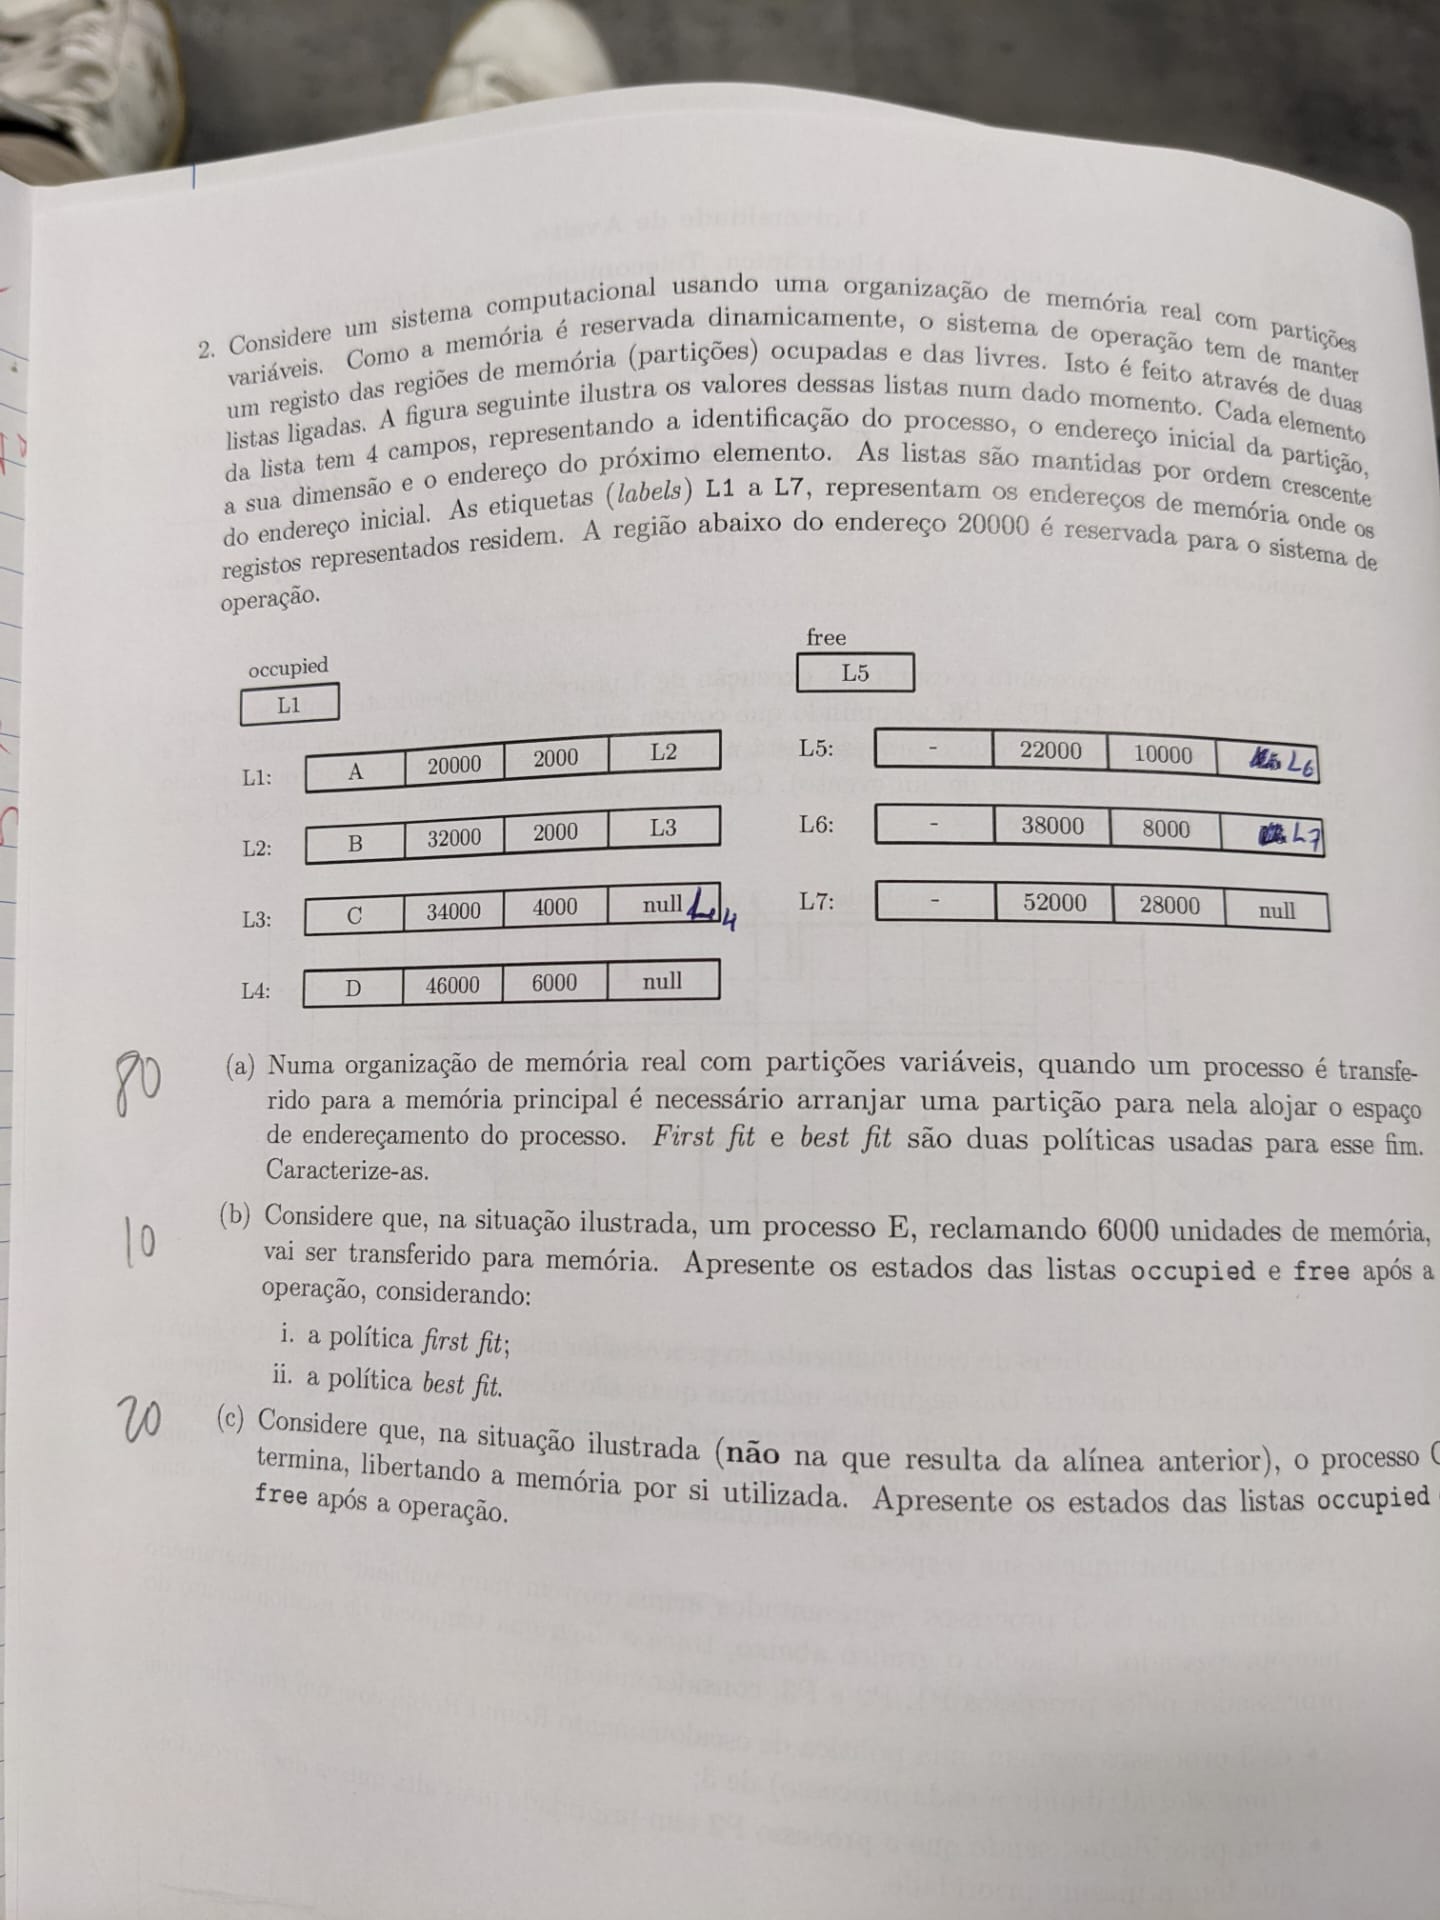 2. Considere um sistema computacional usando uma organização de memória real com partições
variáveis. Como a memória é reservada dinamicamente, o sistema de operação tem de manter
um registo das regiões de memória (partições) ocupadas e das livres. Isto é feito através de duas
listas ligadas. A figura seguinte ilustra os valores dessas listas num dado momento. Cada elemento
da lista tem 4 campos, representando a identificação do processo, o endereço inicial da partição,
a sua dimensão e o endereço do próximo elemento. As listas são mantidas por ordem crescente
do endereço inicial. As etiquetas (labels) L1 a L7, representam os endereços de memória onde os
registos representados residem. A região abaixo do endereço 20000 é reservada para o sistema de
operação.
occupied
L1
L1: A 20000 2000 L2
L2: B 32000 2000 L3
L3: C 34000 4000 null L4
L4: D 46000 6000 null
free
L5
L5: - 22000 10000 L6
L6: - 38000 8000 L7
L7: - 52000 28000 null
80
(a) Numa organização de memória real com partições variáveis, quando um processo é transfe-
rido para a memória principal é necessário arranjar uma partição para nela alojar o espaço
de endereçamento do processo. First fit e best fit são duas políticas usadas para esse fim.
Caracterize-as.
10
(b) Considere que, na situação ilustrada, um processo E, reclamando 6000 unidades de memória,
vai ser transferido para memória. Apresente os estados das listas occupied e free após a
operação, considerando:
i. a política first fit;
ii. a política best fit.
20
(c) Considere que, na situação ilustrada (não na que resulta da alínea anterior), o processo
termina, libertando a memória por si utilizada. Apresente os estados das listas occupied
free após a operação.